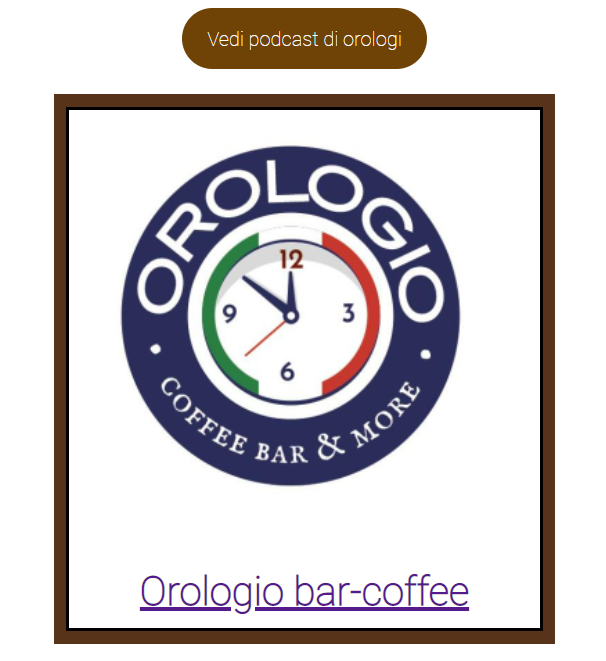 Vedi podcast di orologi
OROLOGIO
12
9
3
6
• COFFEE BAR & MORE •
Orologio bar-coffee